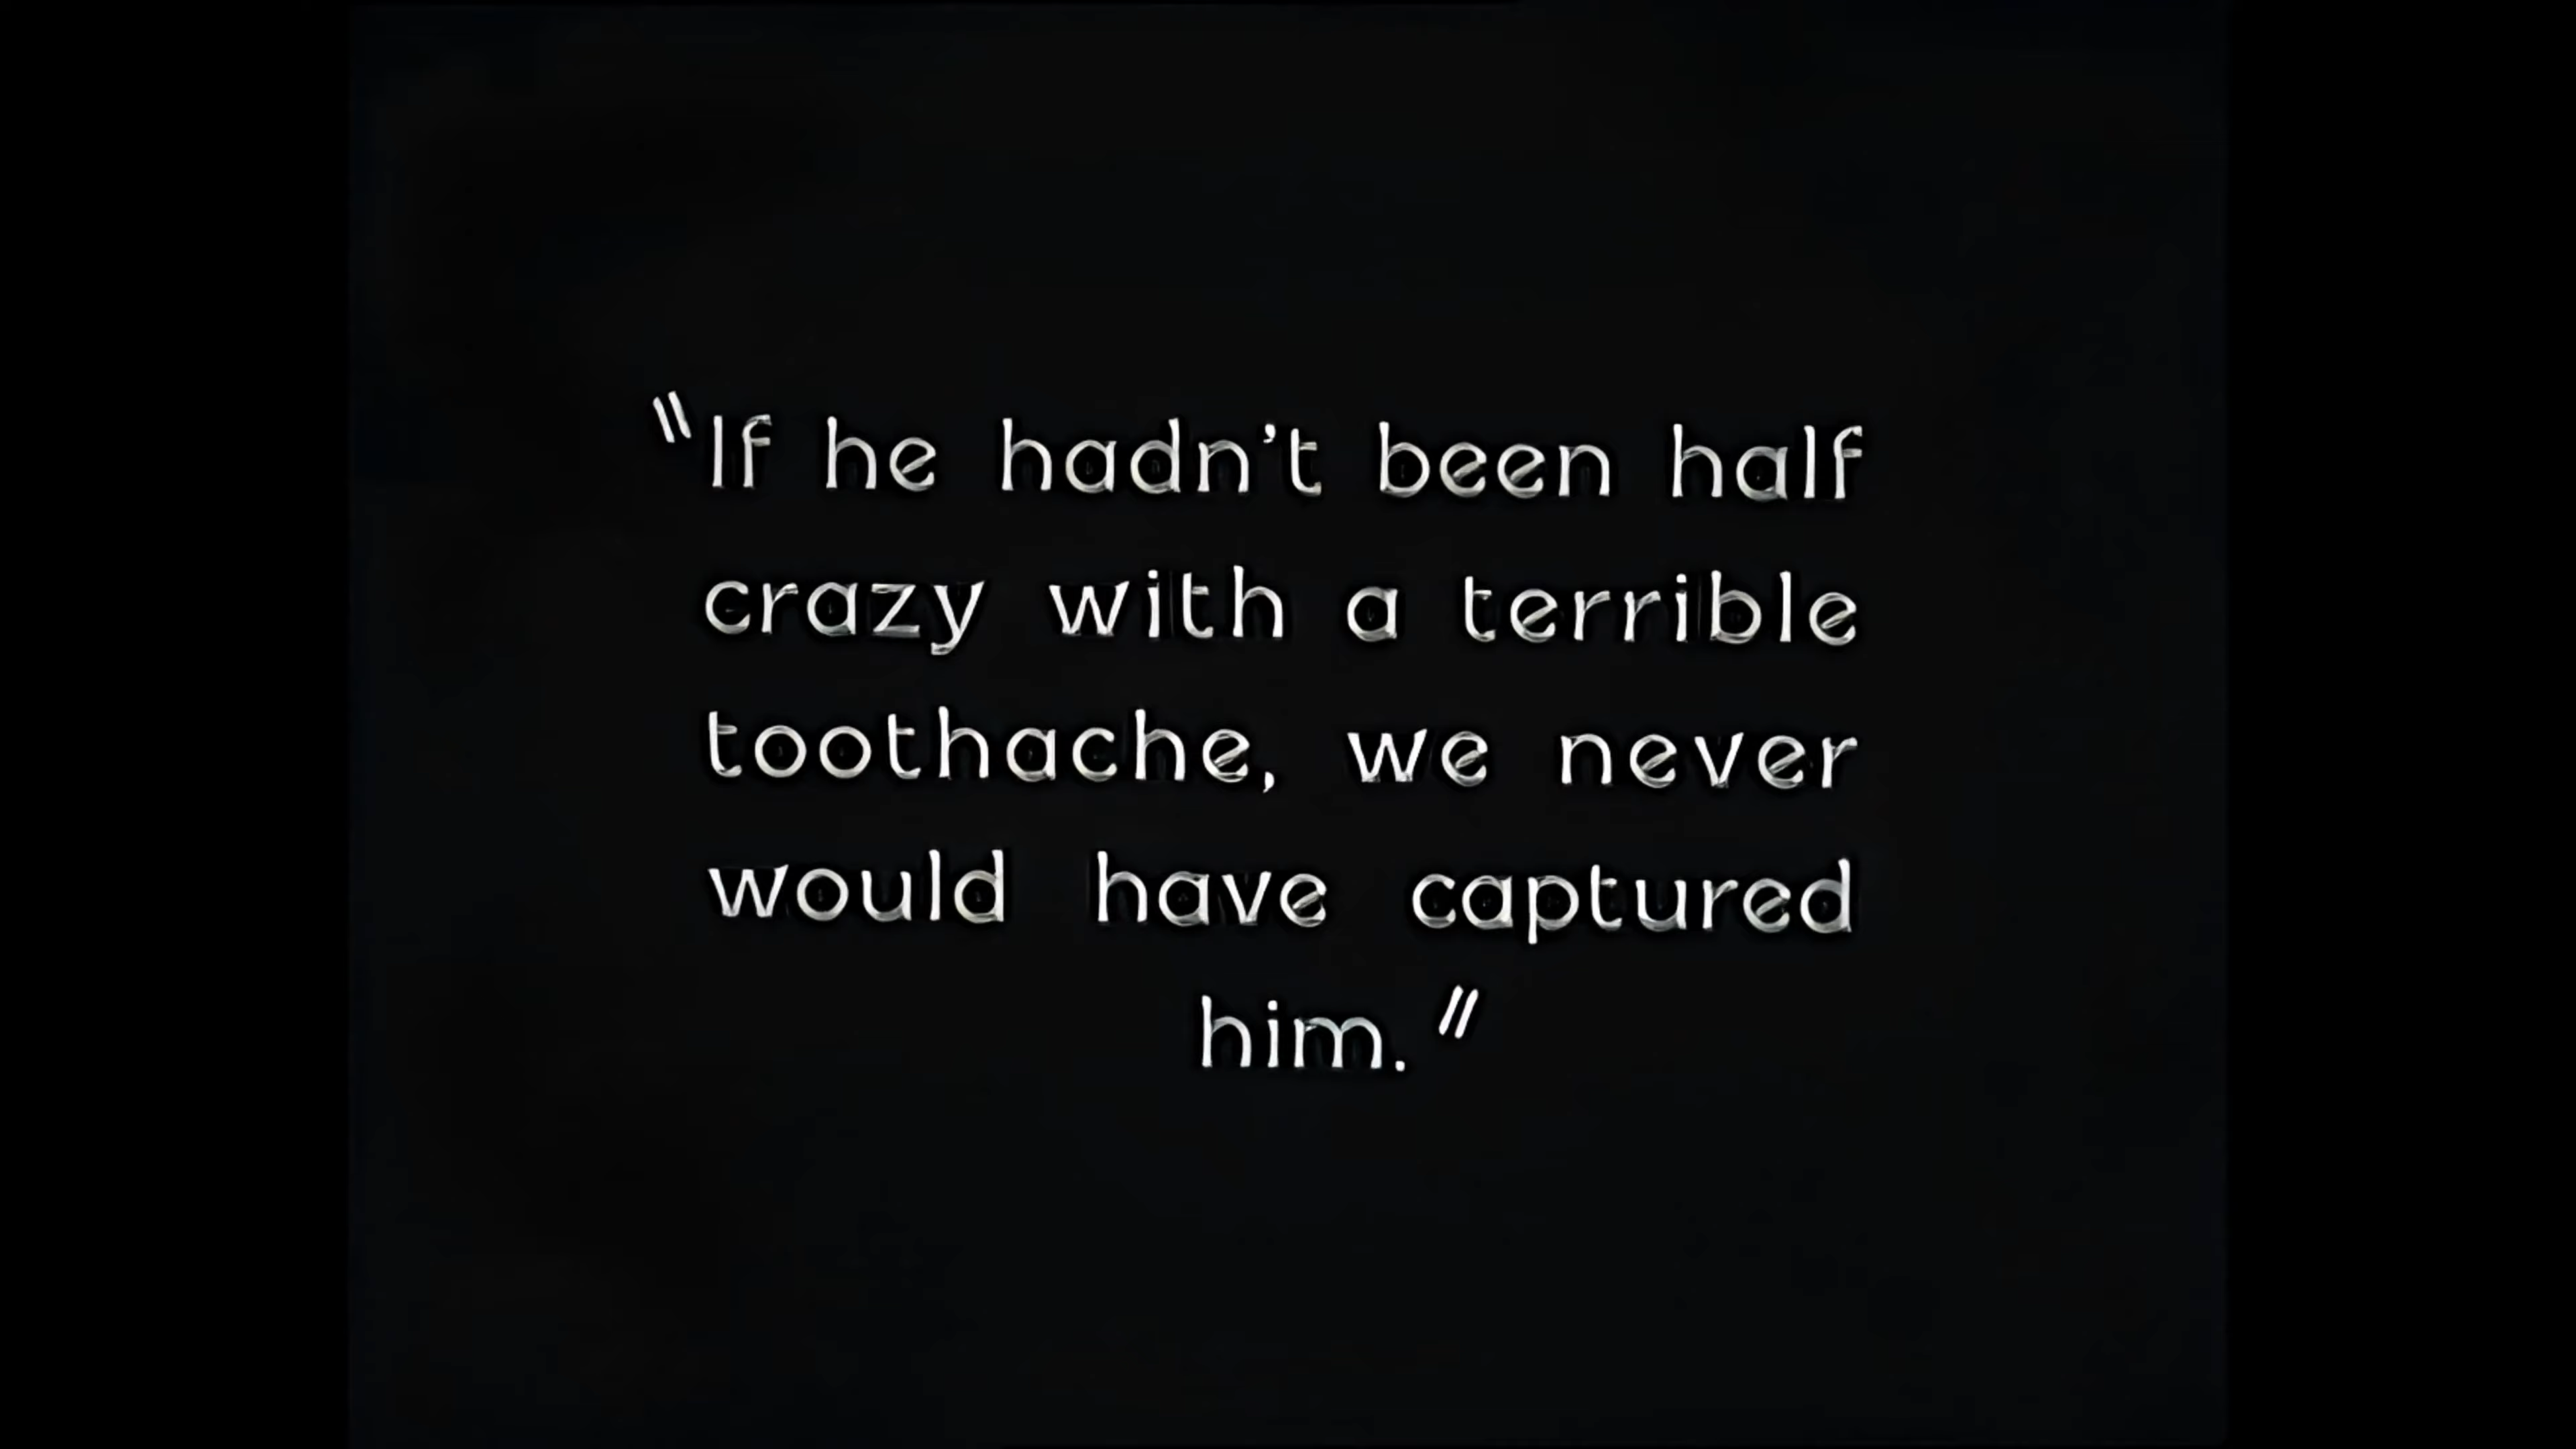 "If he hadn't been half
crazy with a terrible
toothache, we never
would have captured
him."